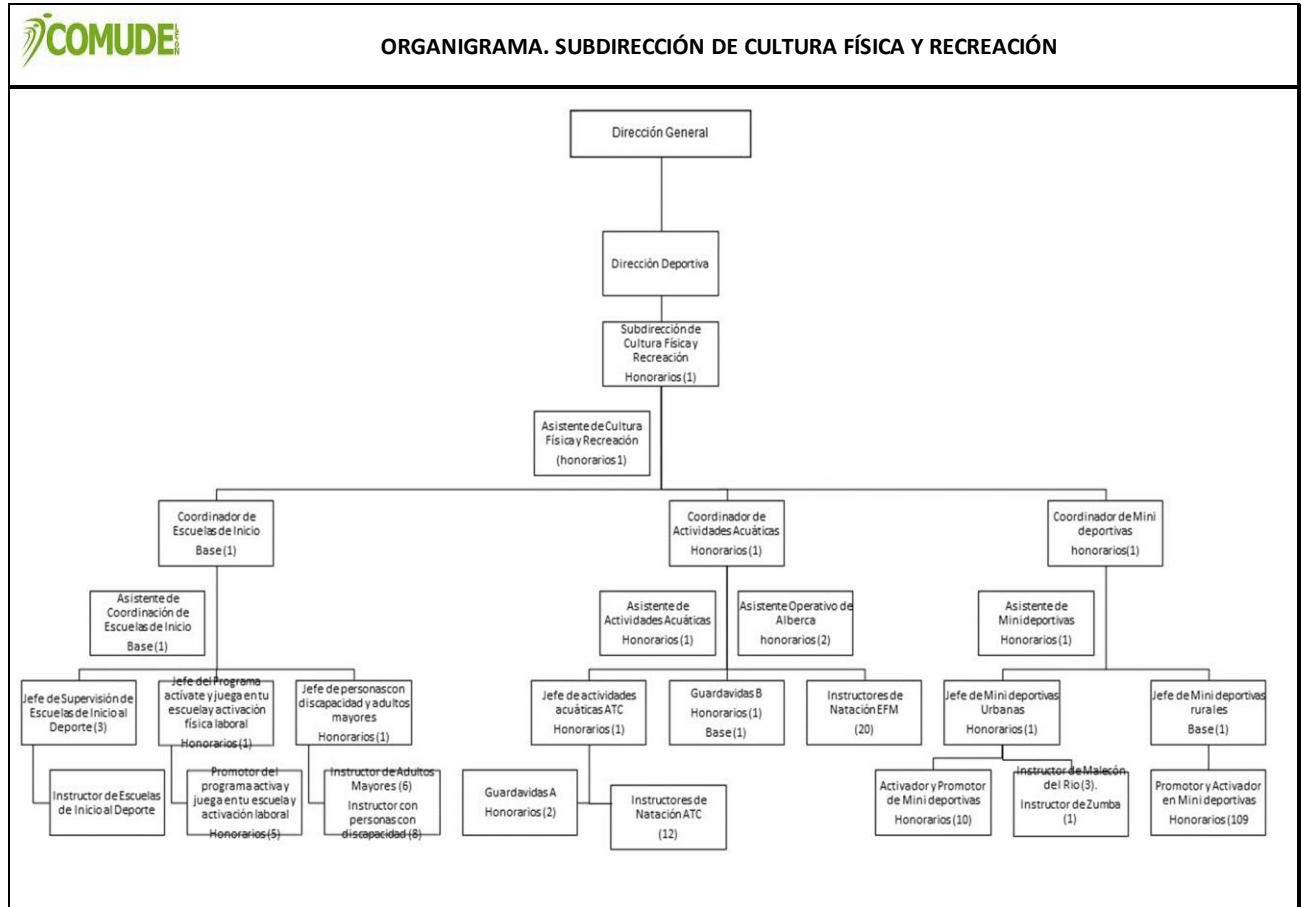 COMUDE LEON
ORGANIGRAMA. SUBDIRECCIÓN DE CULTURA FÍSICA Y RECREACIÓN
Dirección General
Dirección Deportiva
Subdirección de
Cultura Física y
Recreación
Honorarios (1)
Asistente de Cultura
Física y Recreación
(honorarios 1)
Coordinador de
Escuelas de Inicio
Base (1)
Coordinador de
Actividades Acuáticas
Honorarios (1)
Coordinador de Mini
deportivas
honorarios(1)
Asistente de
Coordinación de
Escuelas de Inicio
Base (1)
Asistente de
Actividades Acuáticas
Honorarios (1)
Asistente Operativo de
Alberca
honorarios (2)
Asistente de
Mini deportivas
Honorarios (1)
Jefe de Supervisión de
Escuelas de Inicio al
Deporte (3)
Jefe del Programa
actívate y juega en tu
escuela y activación
física laboral
Honorarios (1)
Jefe de personas con
discapacidad y adultos
mayores
Honorarios (1)
Jefe de actividades
acuáticas ATC
Honorarios (1)
Guardavidas B
Honorarios (1)
Base (1)
Instructores de
Natación EFM
(20)
Jefe de Mini deportivas
Urbanas
Honorarios (1)
Jefe de Mini deportivas
rurales
Base (1)
Instructor de Escuelas
de Inicio al Deporte
Promotor del
programa activa y
juega en tu escuela y
activación laboral
Honorarios (5)
Instructor de Adultos
Mayores (6)
Instructor con
personas con
discapacidad (8)
Guardavidas A
Honorarios (2)
Instructores de
Natación ATC
(12)
Activador y Promotor
de Mini deportivas
Honorarios (10)
Instructor de Malecón
del Rio (3).
Instructor de Zumba
(1)
Promotor y Activador
en Mini deportivas
Honorarios (109